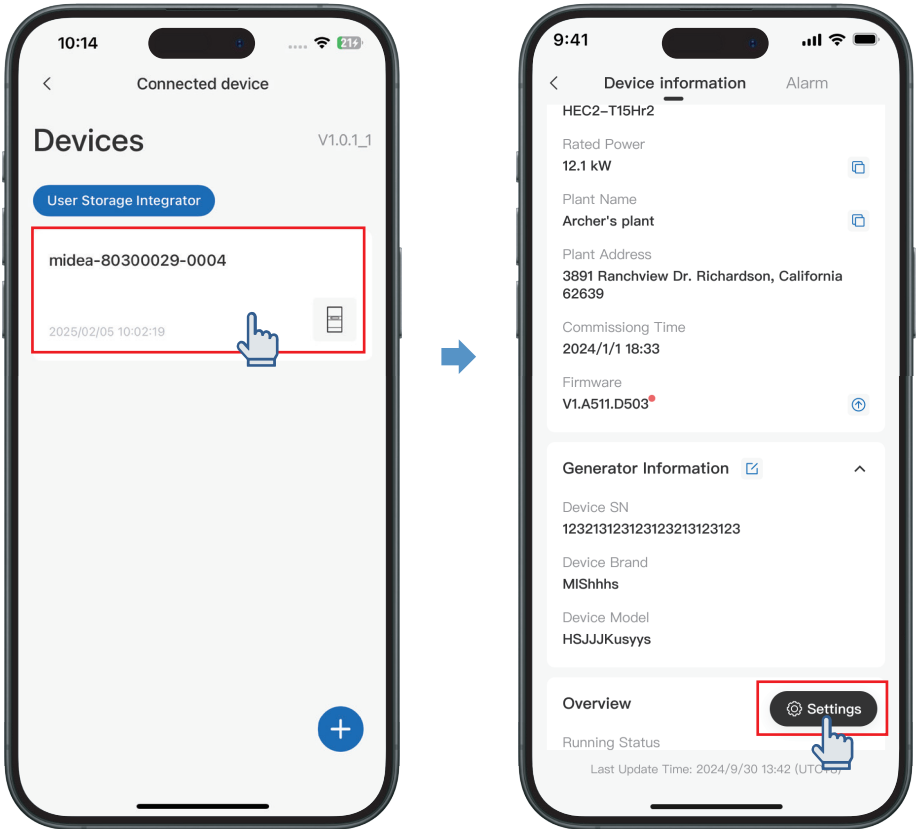 10:14
21
Connected device
Devices
V1.0.1_1
User Storage Integrator
midea-80300029-0004
2025/02/05 10:02:19
9:41
Device information
Alarm
HEC2-T15Hr2
Rated Power
12.1 kW
Plant Name
Archer's plant
Plant Address
3891 Ranchview Dr. Richardson, California
62639
Commissiong Time
2024/1/1 18:33
Firmware
V1.A511.D503
Generator Information
Device SN
123213123123123213123123
Device Brand
MIShhhs
Device Model
HSJJJKusyys
Overview
Settings
Running Status
Last Update Time: 2024/9/30 13:42